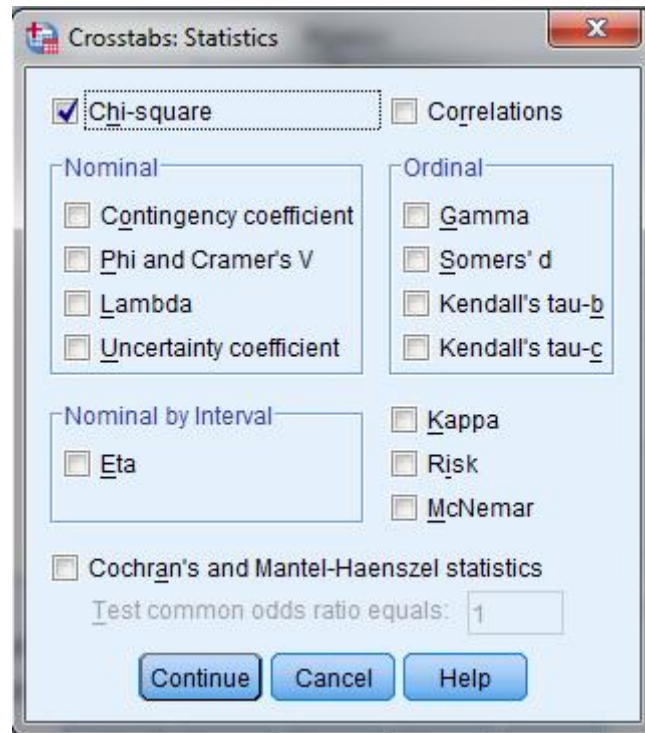 Crosstabs: Statistics
Chi-square
Correlations
Nominal
Contingency coefficient
Phi and Cramer's V
Lambda
Uncertainty coefficient
Ordinal
Gamma
Somers' d
Kendall's tau-b
Kendall's tau-c
Nominal by Interval
Eta
Kappa
Risk
McNemar
Cochran's and Mantel-Haenszel statistics
Test common odds ratio equals: 1
Continue Cancel Help